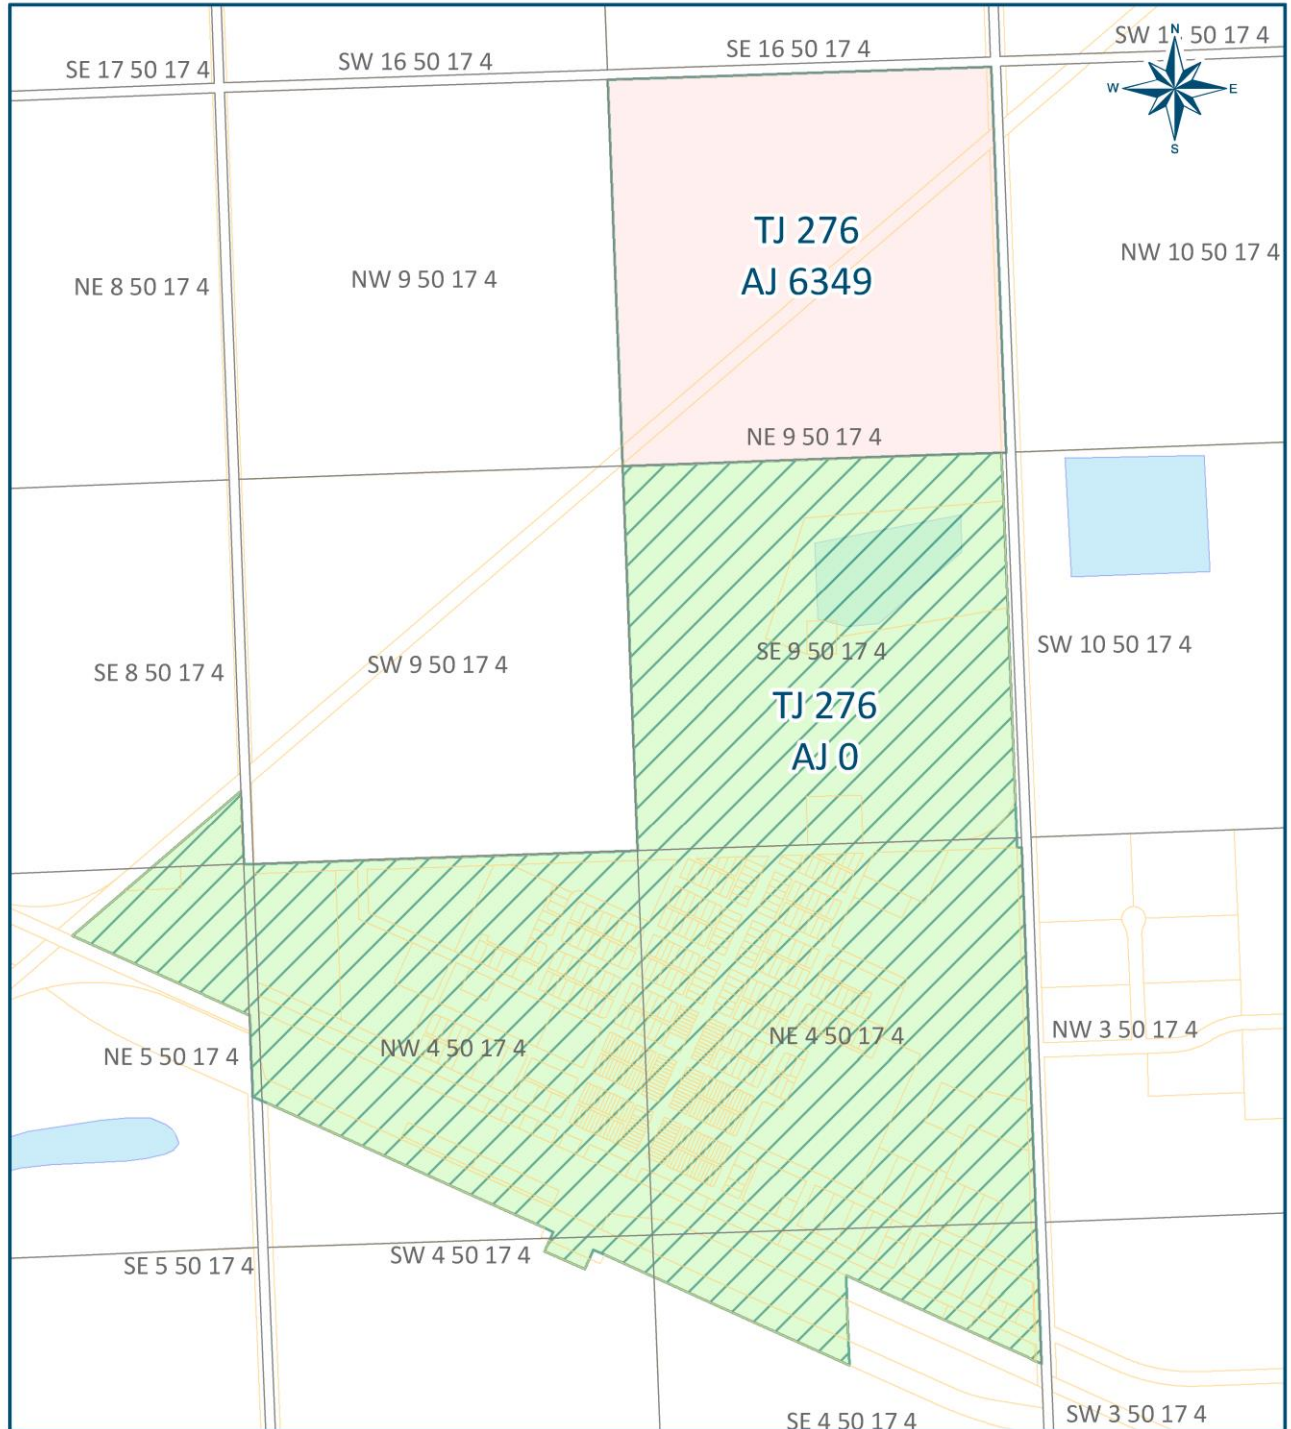 SE 17 50 17 4
SW 16 50 17 4
SE 16 50 17 4
50 17 4
N
W
E
S
NE 8 50 17 4
NW 9 50 17 4
TJ 276
AJ 6349
NW 10 50 17 4
NE 9 50 17 4
SE 8 50 17 4
SW 9 50 17 4
SE 9 50 17 4
SW 10 50 17 4
TJ 276
AJ 0
NE 5 50 17 4
NW 4 50 17 4
NE 4 50 17 4
NW 3 50 17 4
SE 5 50 17 4
SW 4 50 17 4
SE 4 50 17 4
SW 3 50 17 4